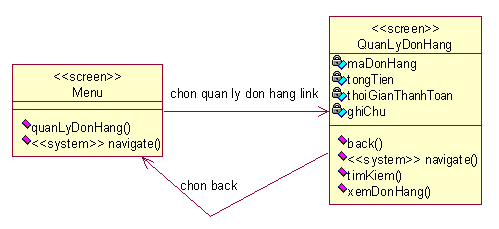 <<screen>>
Menu
quanLyDonHang()
<<system>> navigate()
chon quan ly don hang link
chon back
<<screen>>
QuanLyDonHang
maDonHang
tongTien
thoiGianThanhToan
ghiChu
back()
<<system>> navigate()
timKiem()
xemDonHang()